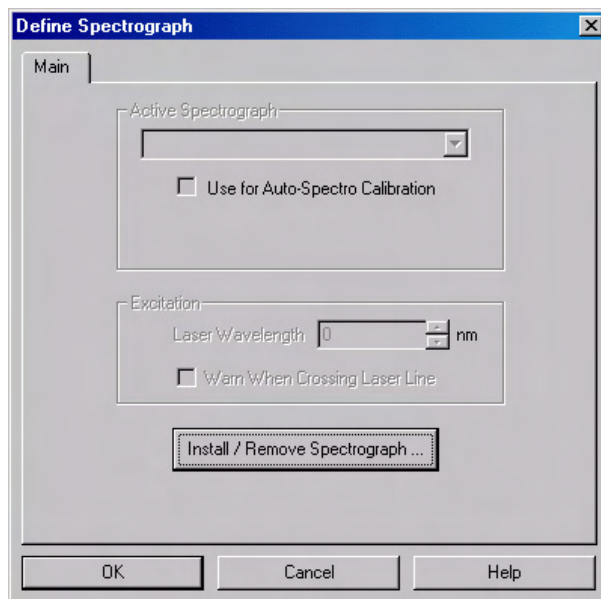 Define Spectrograph
Main
Active Spectrograph
Use for Auto-Spectro Calibration
Excitation
Laser Wavelength 0 nm
Warn When Crossing Laser Line
Install / Remove Spectrograph ...
OK Cancel Help